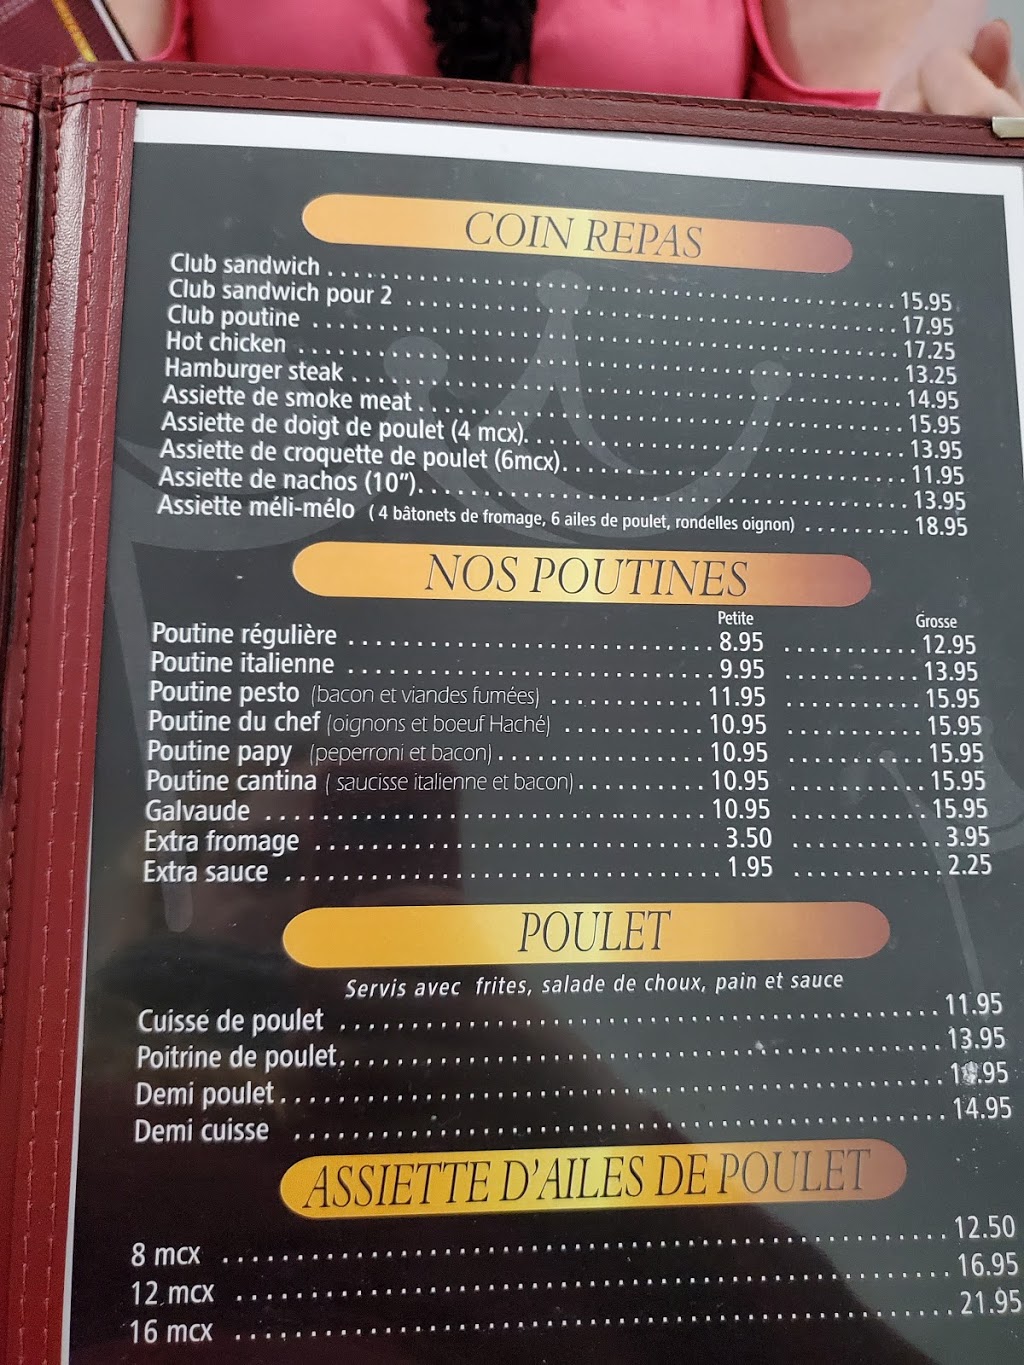 COIN REPAS
Club sandwich 15.95
Club sandwich pour 2 17.95
Club poutine 17.25
Hot chicken 13.25
Hamburger steak 14.95
Assiette de smoke meat 15.95
Assiette de doigt de poulet (4 mcx) 13.95
Assiette de croquette de poulet (6mcx) 11.95
Assiette de nachos (10") 13.95
Assiette méli-mélo (4 bâtonets de fromage, 6 ailes de poulet, rondelles oignon) 18.95
NOS POUTINES
Petite Grosse
Poutine régulière 8.95 12.95
Poutine italienne 9.95 13.95
Poutine pesto (bacon et viandes fumées) 11.95 15.95
Poutine du chef (oignons et boeuf Haché) 10.95 15.95
Poutine papy (peperroni et bacon) 10.95 15.95
Poutine cantina ( saucisse italienne et bacon) 10.95 15.95
Galvaude 10.95 15.95
Extra fromage 3.50 3.95
Extra sauce 1.95 2.25
POULET
Servis avec frites, salade de choux, pain et sauce
Cuisse de poulet 11.95
Poitrine de poulet 13.95
Demi poulet
Demi cuisse 14.95
ASSIETTE D'AILES DE POULET
8 mcx 12.50
12 mcx 16.95
16 mcx 21.95